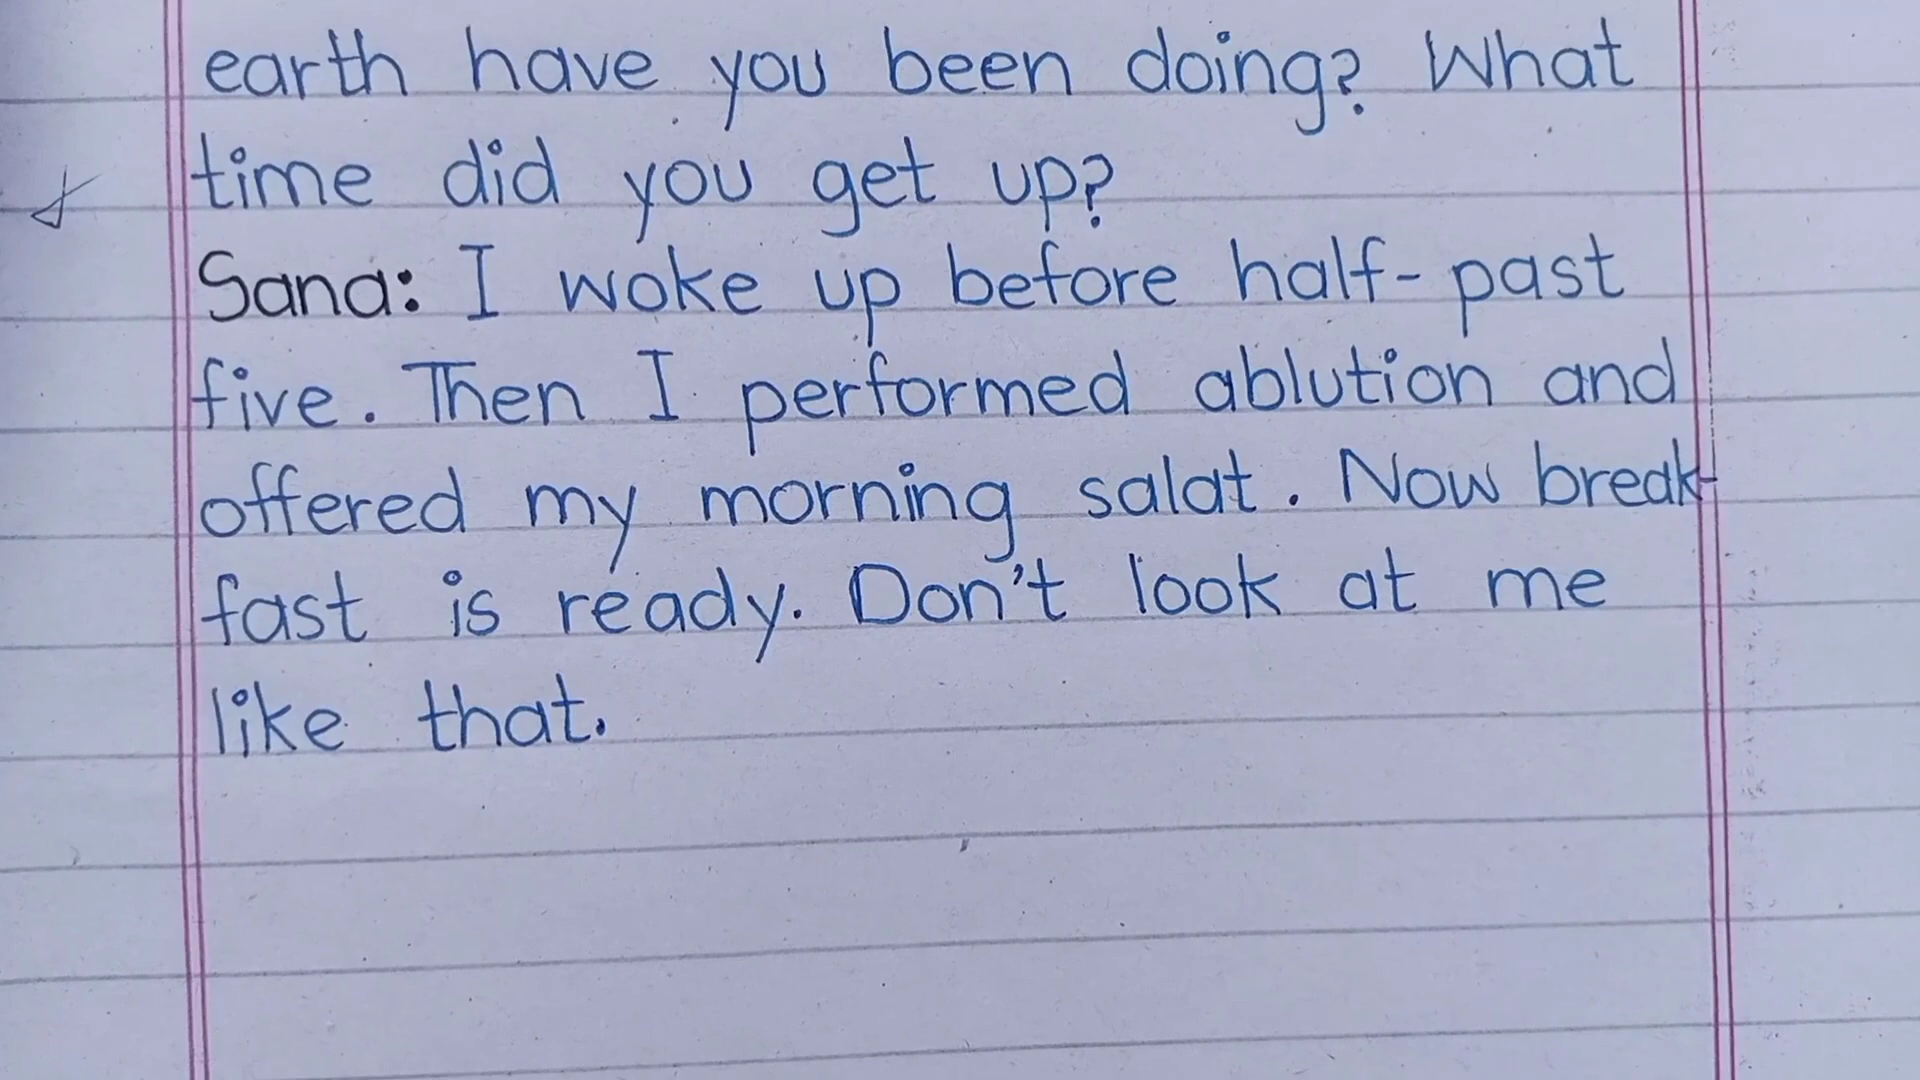 earth have you been doing? What
time did you get up?
Sana: I woke up before half-past
five. Then I performed ablution and
offered my morning salat. Now break-
fast is ready. Don't look at me
like that.